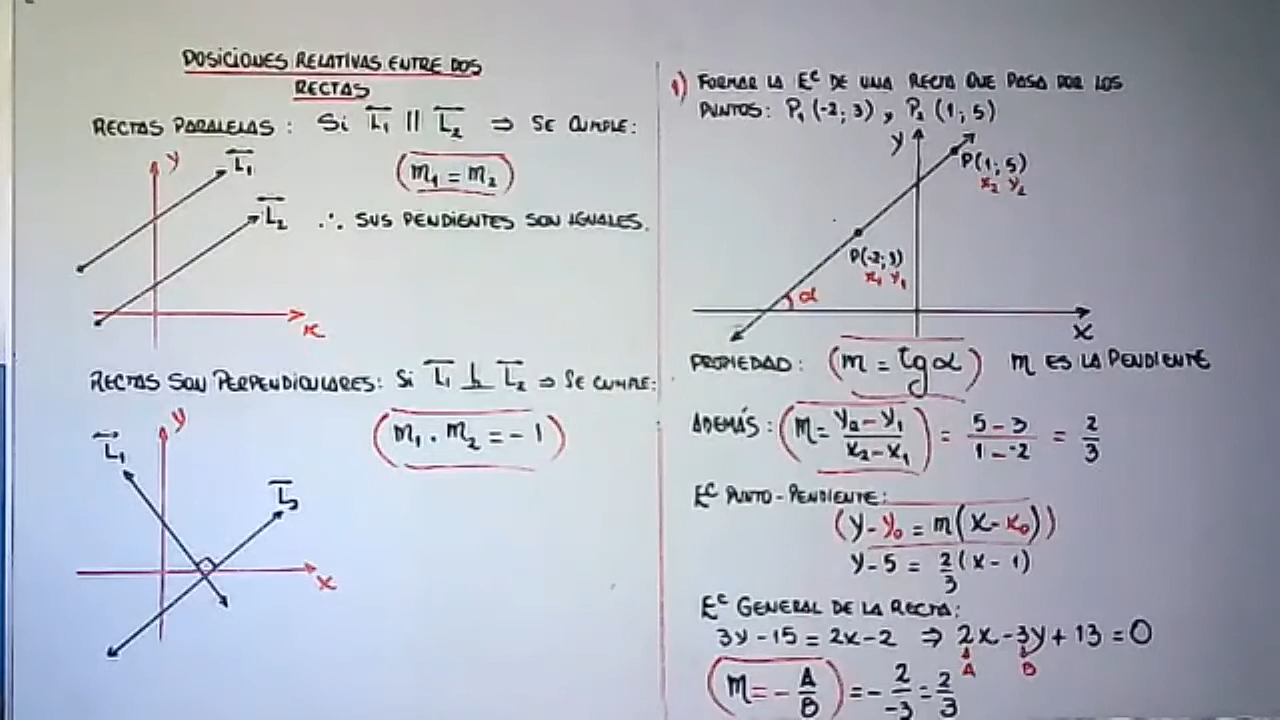 POSICIONES RELATIVAS ENTRE DOS
RECTAS
RECTAS PARALELAS: Si L₁ || L₂ ⇒ SE CUMPLE:
m₁ = m₂
y
L₁
L₂
x
∴ SUS PENDIENTES SON IGUALES.
RECTAS SON PERPENDICULARES: Si L₁ ⊥ L₂ ⇒ SE CUMPLE:
m₁ . m₂ = -1
y
L₁
L₂
x
1) FORMAR LA Eᶜ DE UNA RECTA QUE PASA POR LOS
PUNTOS: P₁ (-2; 3) y P₂ (1; 5)
y
P(1; 5)
x₂ y₂
P(-2; 3)
x₁ y₁
α
x
PROPIEDAD: (m = tg α) m ES LA PENDIENTE
ADEMÁS: (m = (y₂ - y₁)/(x₂ - x₁)) = (5 - 3)/(1 - -2) = 2/3
Eᶜ PUNTO - PENDIENTE:
(y - y₀ = m(x - x₀))
y - 5 = 2/3 (x - 1)
Eᶜ GENERAL DE LA RECTA:
3y - 15 = 2x - 2 ⇒ 2x - 3y + 13 = 0
A B
(m = - A/B) = - 2/-3 = 2/3